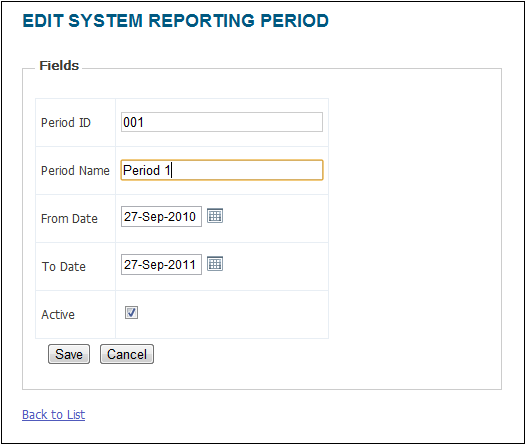 EDIT SYSTEM REPORTING PERIOD
Fields
Period ID 001
Period Name Period 1
From Date 27-Sep-2010
To Date 27-Sep-2011
Active
Save Cancel
Back to List